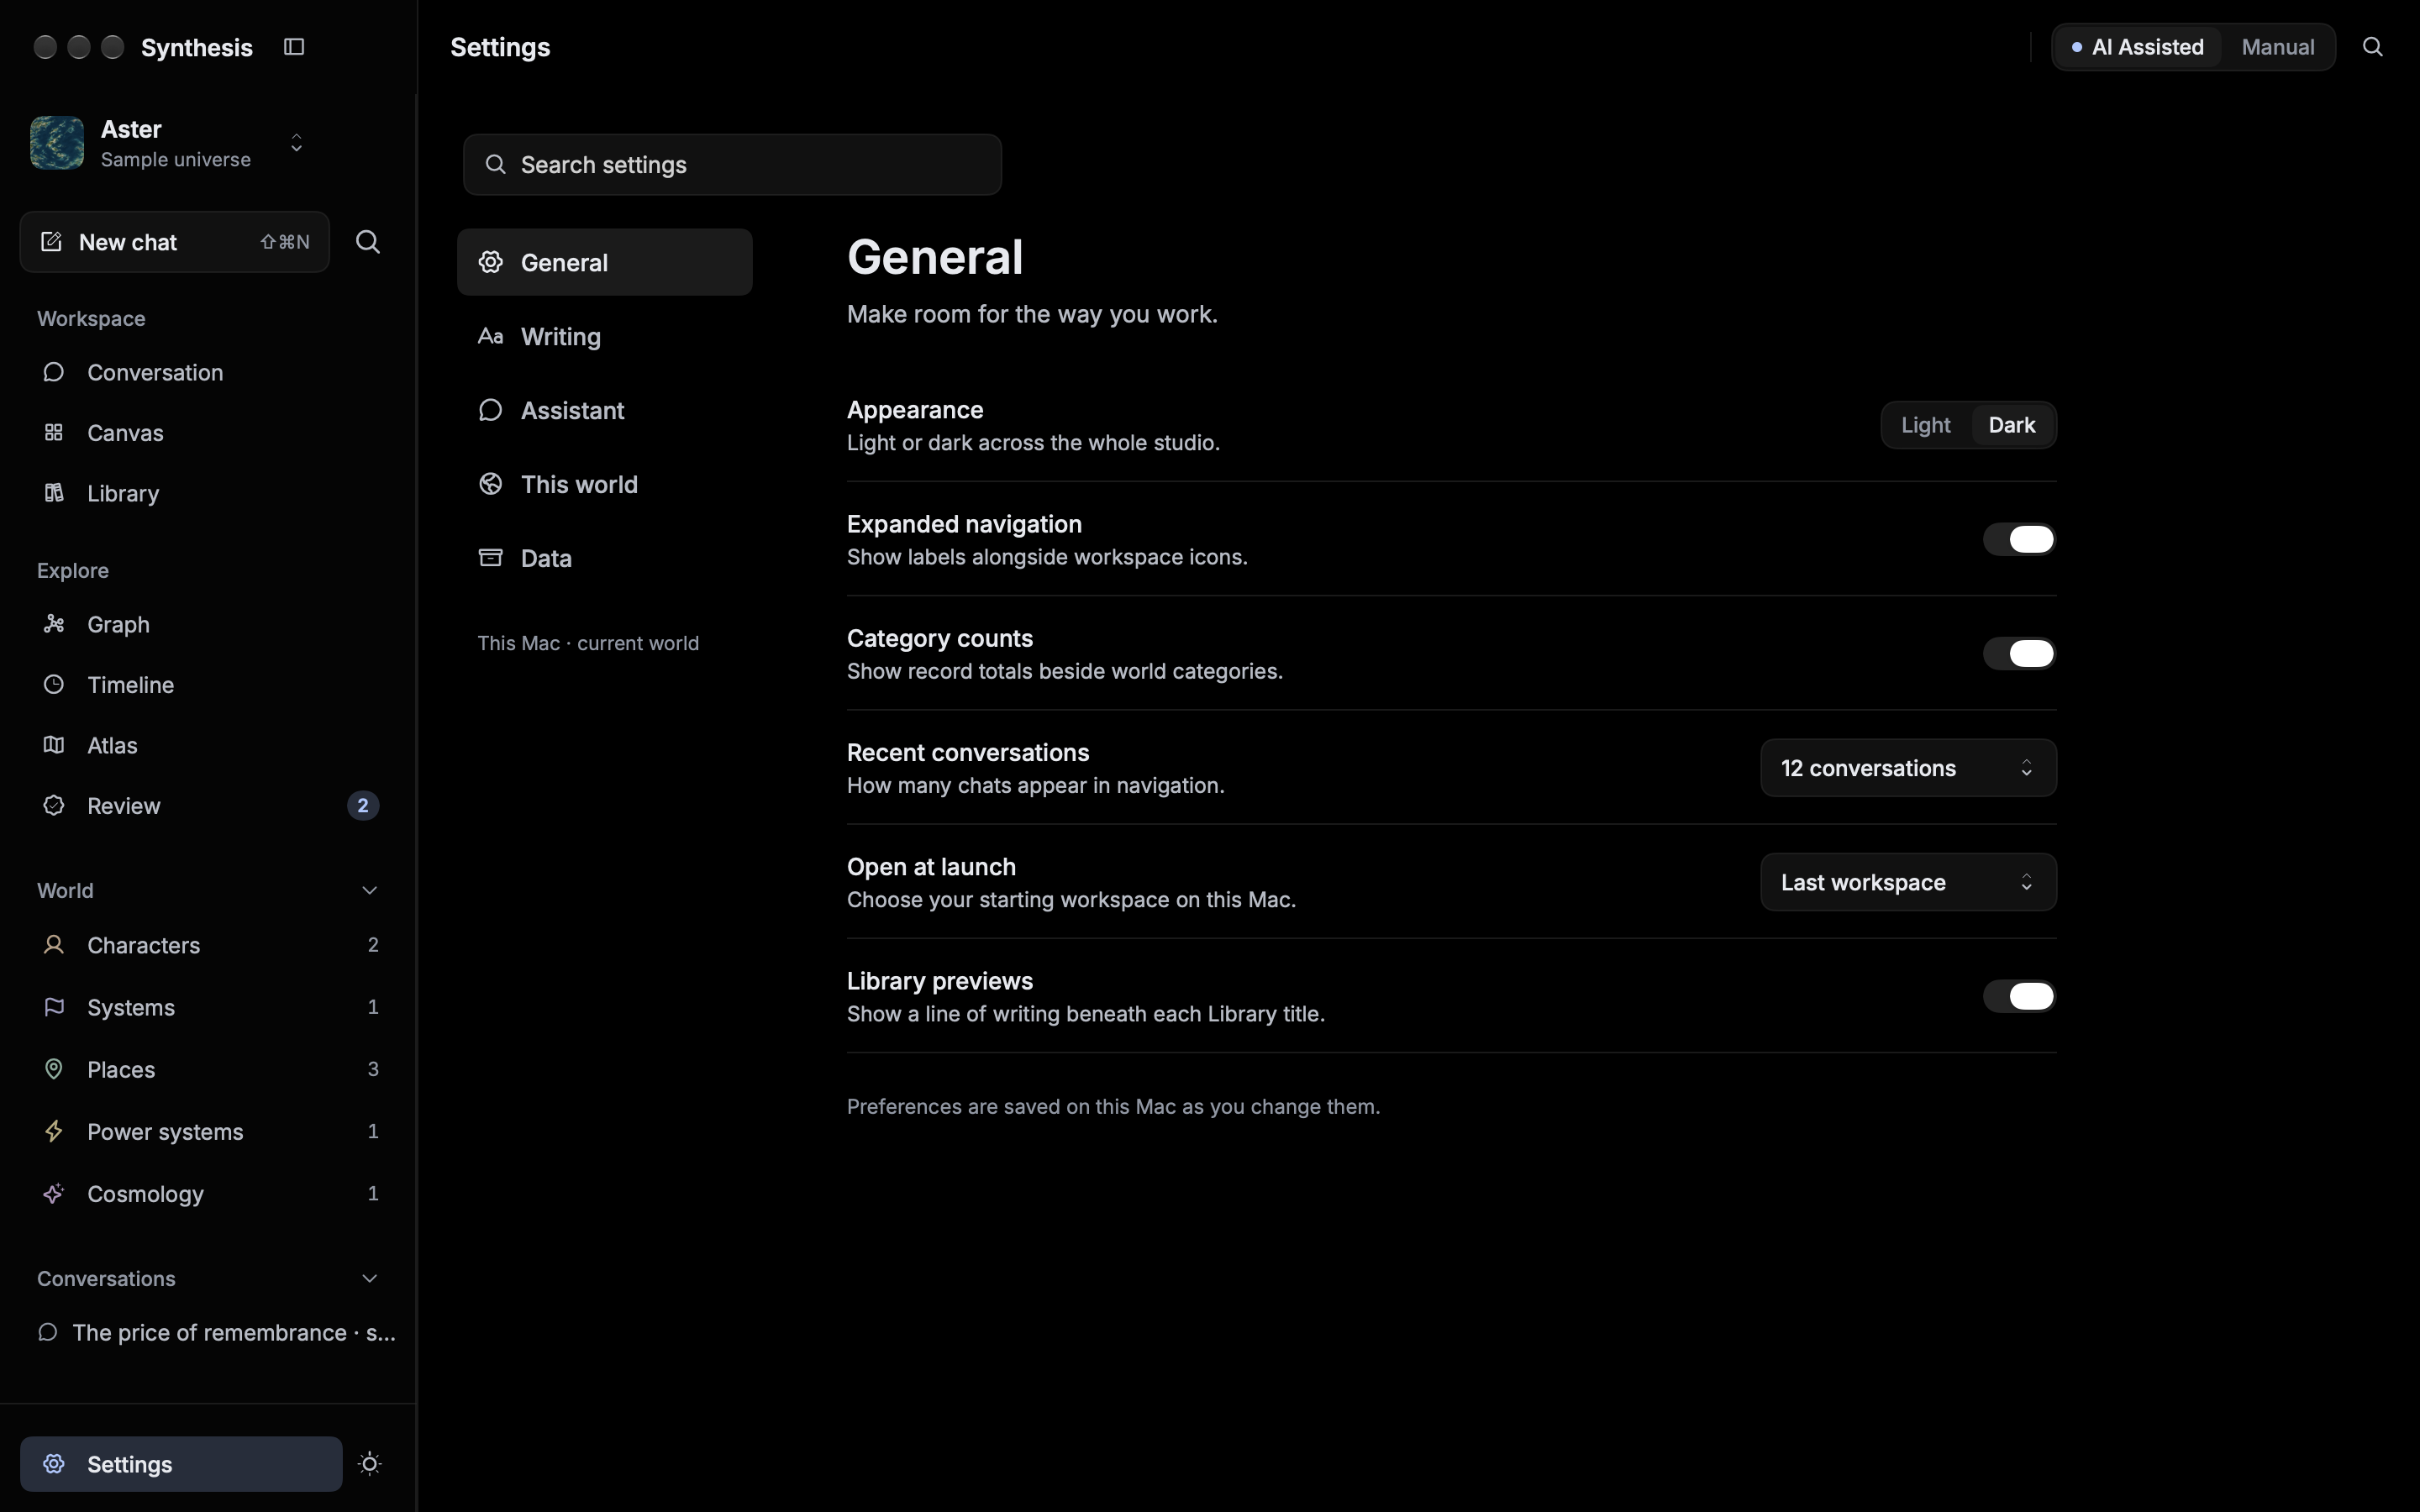 Synthesis
Aster
Sample universe
New chat ⇧⌘N
Workspace
Conversation
Canvas
Library
Explore
Graph
Timeline
Atlas
Review 2
World
Characters 2
Systems 1
Places 3
Power systems 1
Cosmology 1
Conversations
The price of remembrance · s...
Settings
Settings
AI Assisted Manual
Search settings
General
Aa Writing
Assistant
This world
Data
This Mac · current world
General
Make room for the way you work.
Appearance
Light or dark across the whole studio.
Light Dark
Expanded navigation
Show labels alongside workspace icons.
Category counts
Show record totals beside world categories.
Recent conversations
How many chats appear in navigation.
12 conversations
Open at launch
Choose your starting workspace on this Mac.
Last workspace
Library previews
Show a line of writing beneath each Library title.
Preferences are saved on this Mac as you change them.